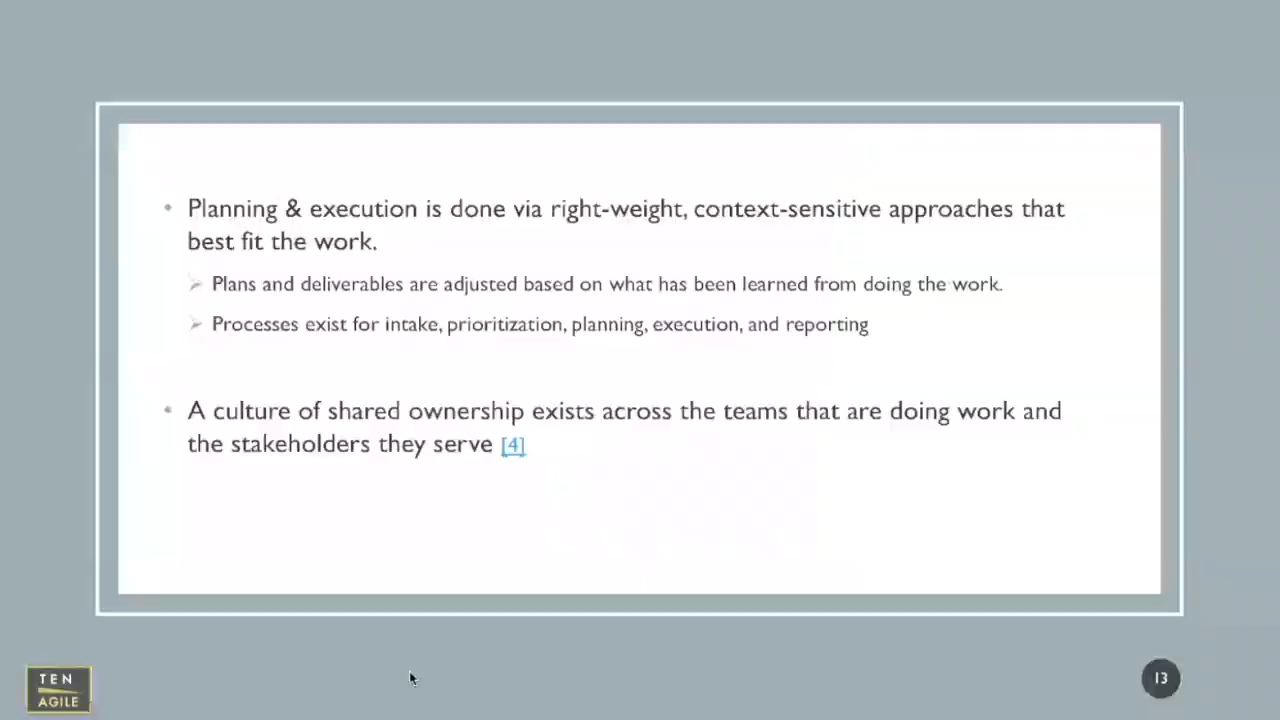 • Planning & execution is done via right-weight, context-sensitive approaches that
best fit the work.
➢ Plans and deliverables are adjusted based on what has been learned from doing the work.
➢ Processes exist for intake, prioritization, planning, execution, and reporting
• A culture of shared ownership exists across the teams that are doing work and
the stakeholders they serve [4]
TEN
AGILE
13